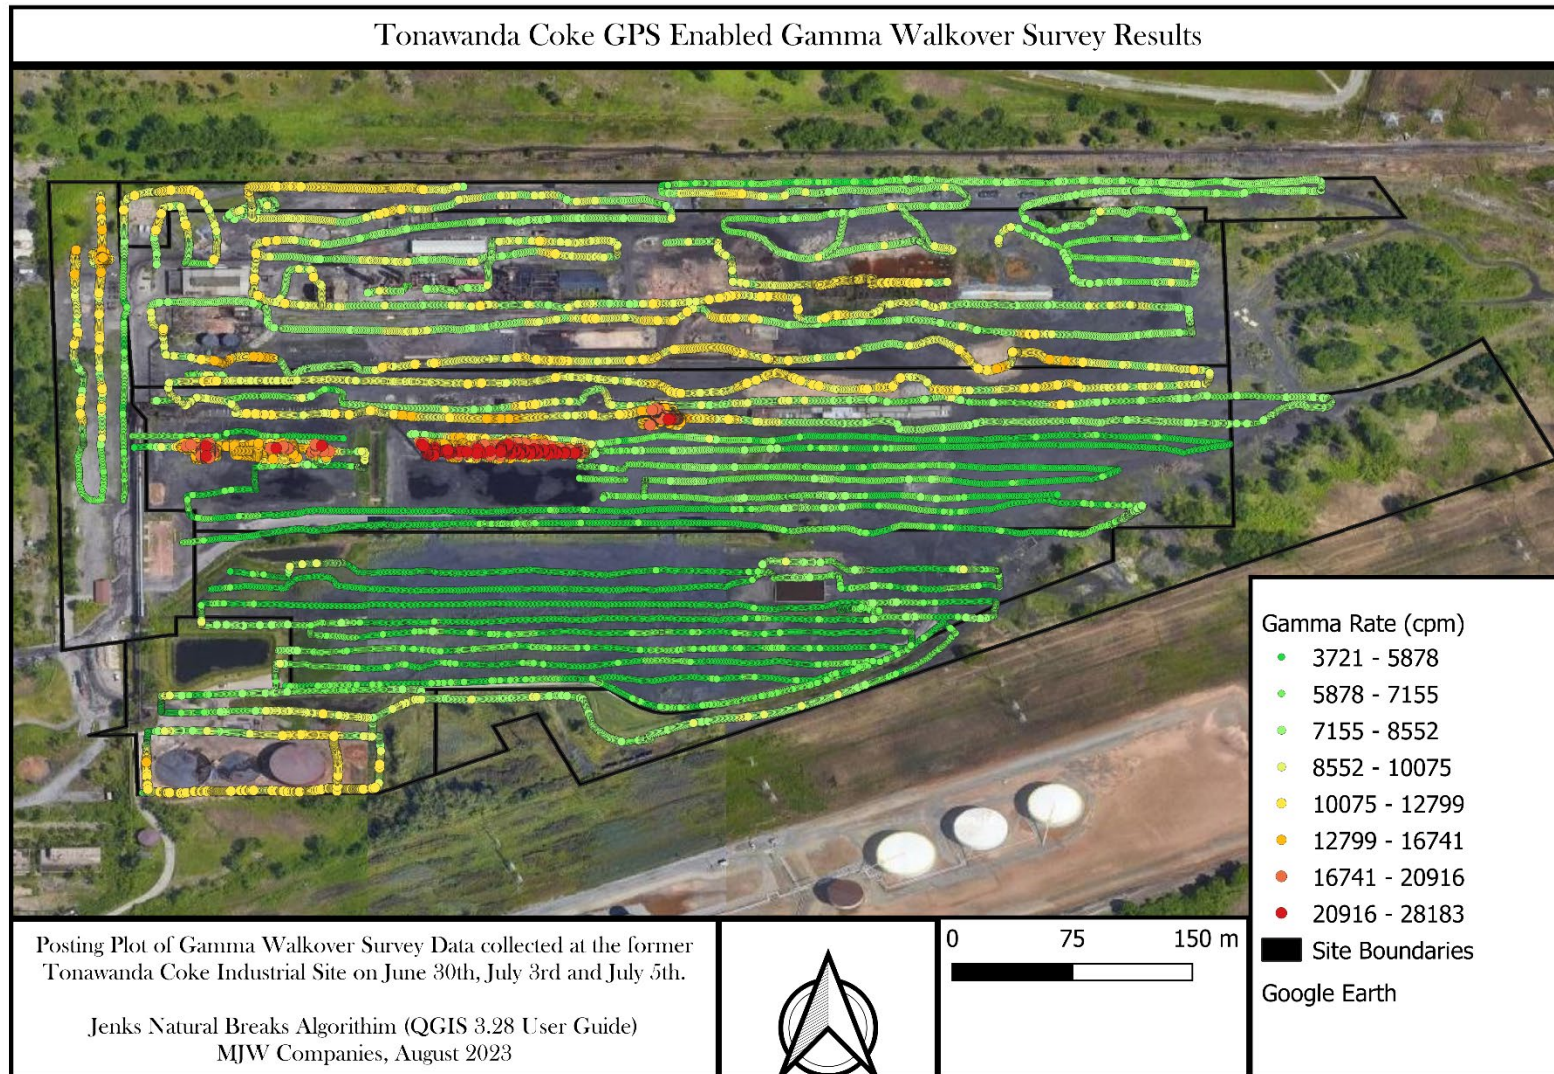 Tonawanda Coke GPS Enabled Gamma Walkover Survey Results
Gamma Rate (cpm)
3721 - 5878
5878 - 7155
7155 - 8552
8552 - 10075
10075 - 12799
12799 - 16741
16741 - 20916
20916 - 28183
Site Boundaries
Google Earth
Posting Plot of Gamma Walkover Survey Data collected at the former
Tonawanda Coke Industrial Site on June 30th, July 3rd and July 5th.
Jenks Natural Breaks Algorithim (QGIS 3.28 User Guide)
MJW Companies, August 2023
0 75 150 m